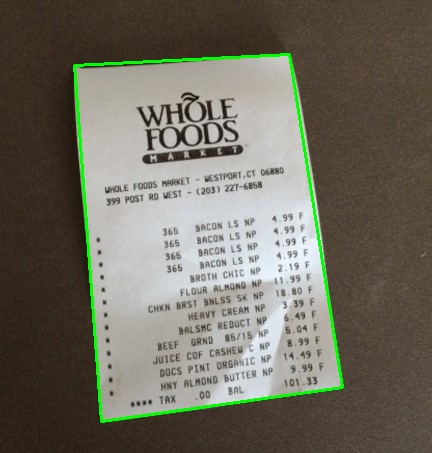 WHOLE
FOODS
MARKET
WHOLE FOODS MARKET - WESTPORT,CT 06880
399 POST RD WEST - (203) 227-6858
365 BACON LS NP 4.99 F
365 BACON LS NP 4.99 F
365 BACON LS NP 4.99 F
365 BACON LS NP 4.99 F
BROTH CHIC NP 2.19 F
FLOUR ALMOND NP 11.99 F
CHKN BRST BNLSS SK NP 18.80 F
HEAVY CREAM NP 3.39 F
BALSMC REDUCT NP 6.49 F
BEEF GRND 85/15 NP 5.04 F
JUICE COF CASHEW C NP 8.99 F
DOCS PINT ORGANIC NP 14.49 F
HNY ALMOND BUTTER NP 9.99 F
**** TAX .00 BAL 101.33